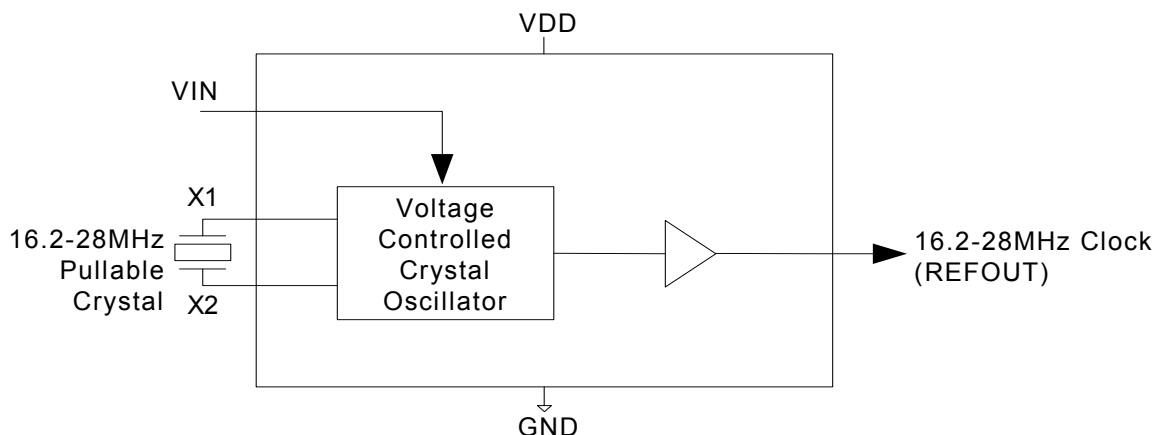 VDD
VIN
X1
16.2-28MHz
Pullable
Crystal
X2
Voltage
Controlled
Crystal
Oscillator
16.2-28MHz Clock
(REFOUT)
GND